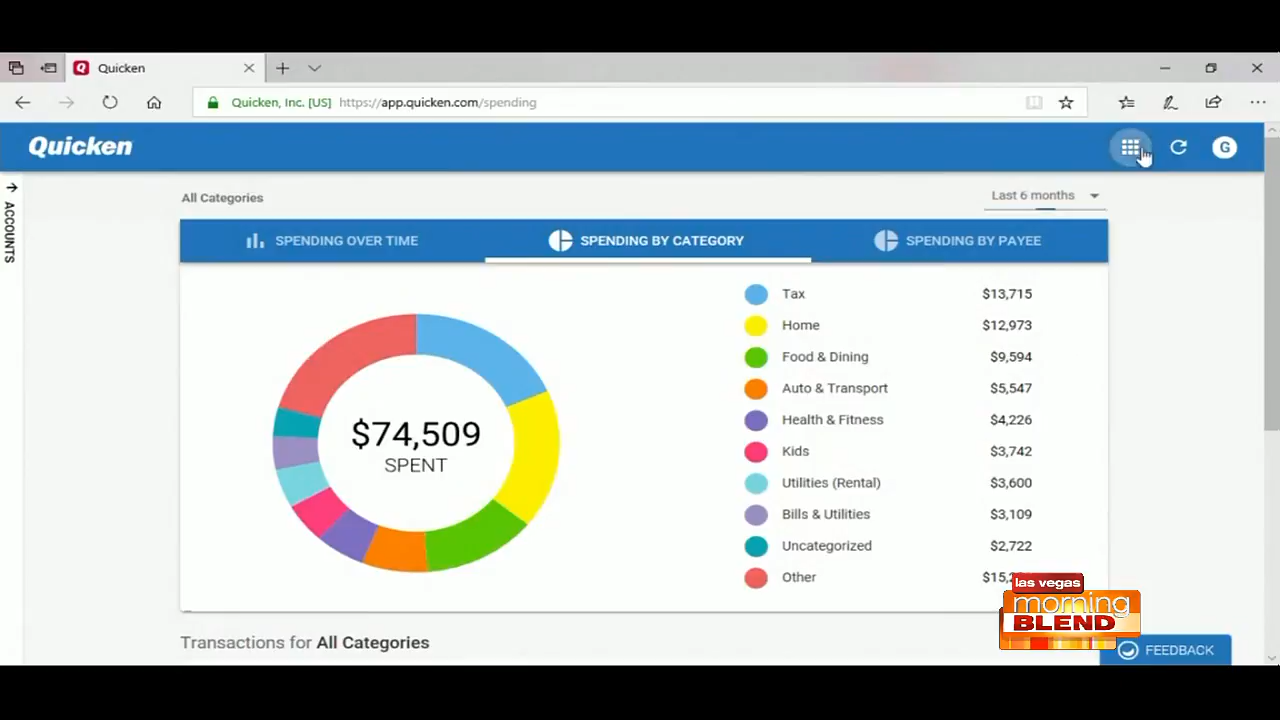 Quicken
Quicken, Inc. [US] https://app.quicken.com/spending
Quicken
G
ACCOUNTS
All Categories
Last 6 months
SPENDING OVER TIME
SPENDING BY CATEGORY
SPENDING BY PAYEE
$74,509
SPENT
Tax $13,715
Home $12,973
Food & Dining $9,594
Auto & Transport $5,547
Health & Fitness $4,226
Kids $3,742
Utilities (Rental) $3,600
Bills & Utilities $3,109
Uncategorized $2,722
Other
las vegas
morning
BLEND
Transactions for All Categories
FEEDBACK